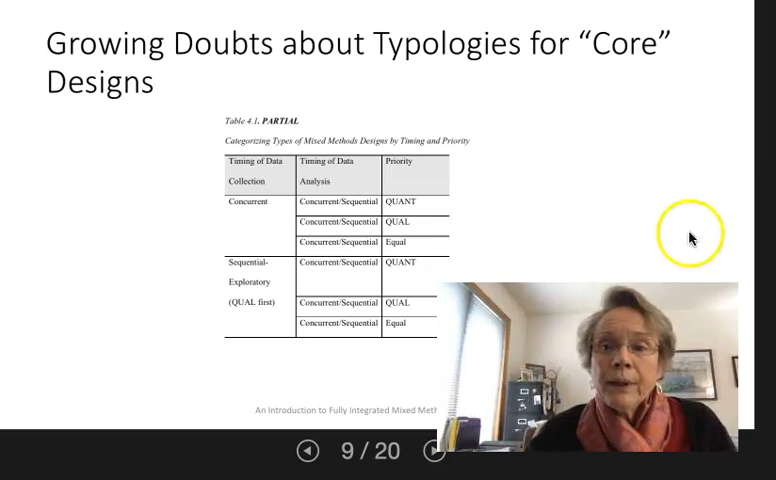 Growing Doubts about Typologies for “Core”
Designs
Table 4.1. PARTIAL
Categorizing Types of Mixed Methods Designs by Timing and Priority
Timing of Data Collection
Timing of Data Analysis
Priority
Concurrent
Concurrent/Sequential
QUANT
Concurrent/Sequential
QUAL
Concurrent/Sequential
Equal
Sequential-
Exploratory
(QUAL first)
Concurrent/Sequential
QUANT
Concurrent/Sequential
QUAL
Concurrent/Sequential
Equal
An Introduction to Fully Integrated Mixed
9 / 20